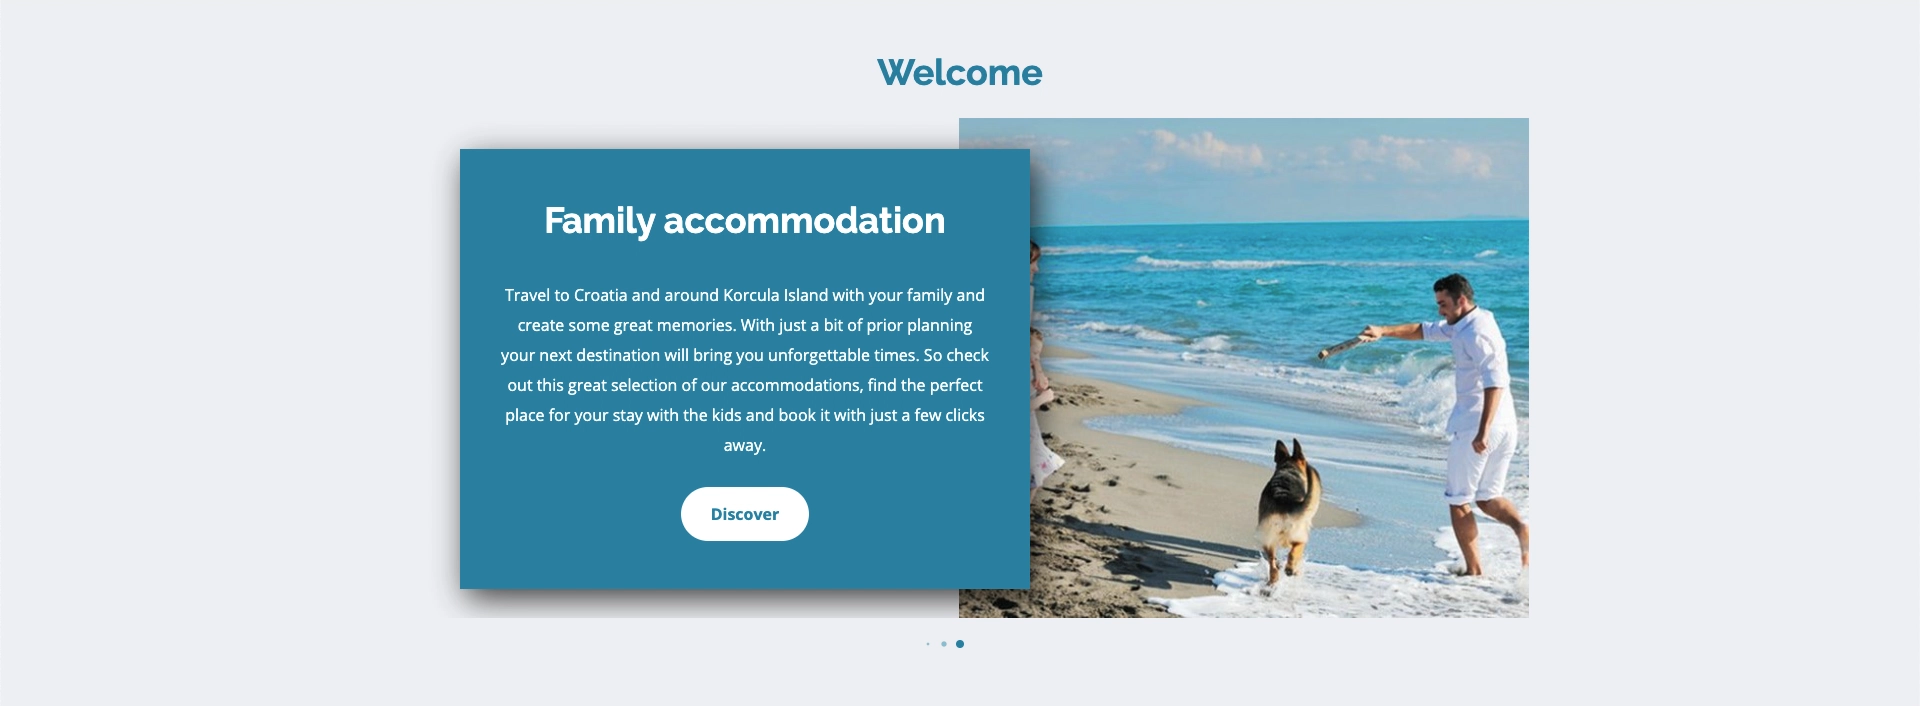 Welcome
Family accommodation
Travel to Croatia and around Korcula Island with your family and
create some great memories. With just a bit of prior planning
your next destination will bring you unforgettable times. So check
out this great selection of our accommodations, find the perfect
place for your stay with the kids and book it with just a few clicks
away.
Discover